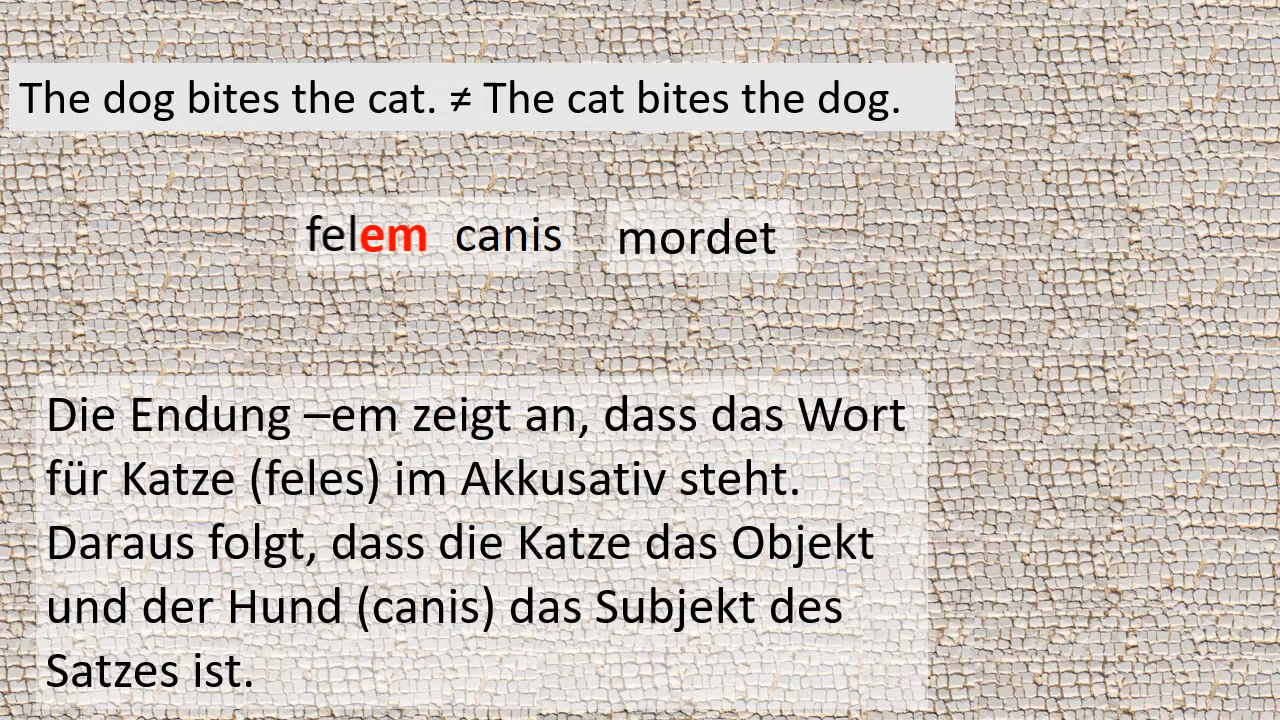 The dog bites the cat. ≠ The cat bites the dog.
felem canis mordet
Die Endung –em zeigt an, dass das Wort
für Katze (feles) im Akkusativ steht.
Daraus folgt, dass die Katze das Objekt
und der Hund (canis) das Subjekt des
Satzes ist.